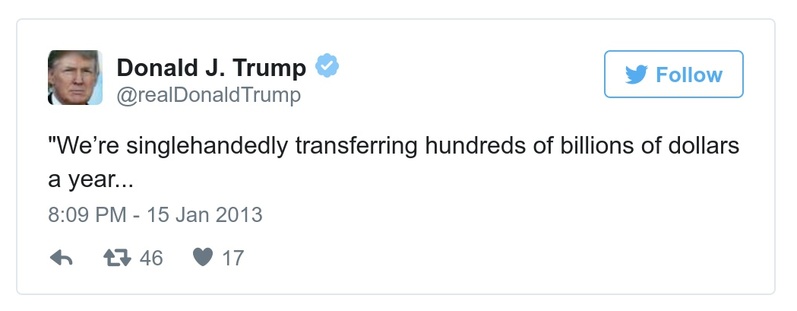 Donald J. Trump
@realDonaldTrump
Follow
"We’re singlehandedly transferring hundreds of billions of dollars
a year...
8:09 PM - 15 Jan 2013
46 17